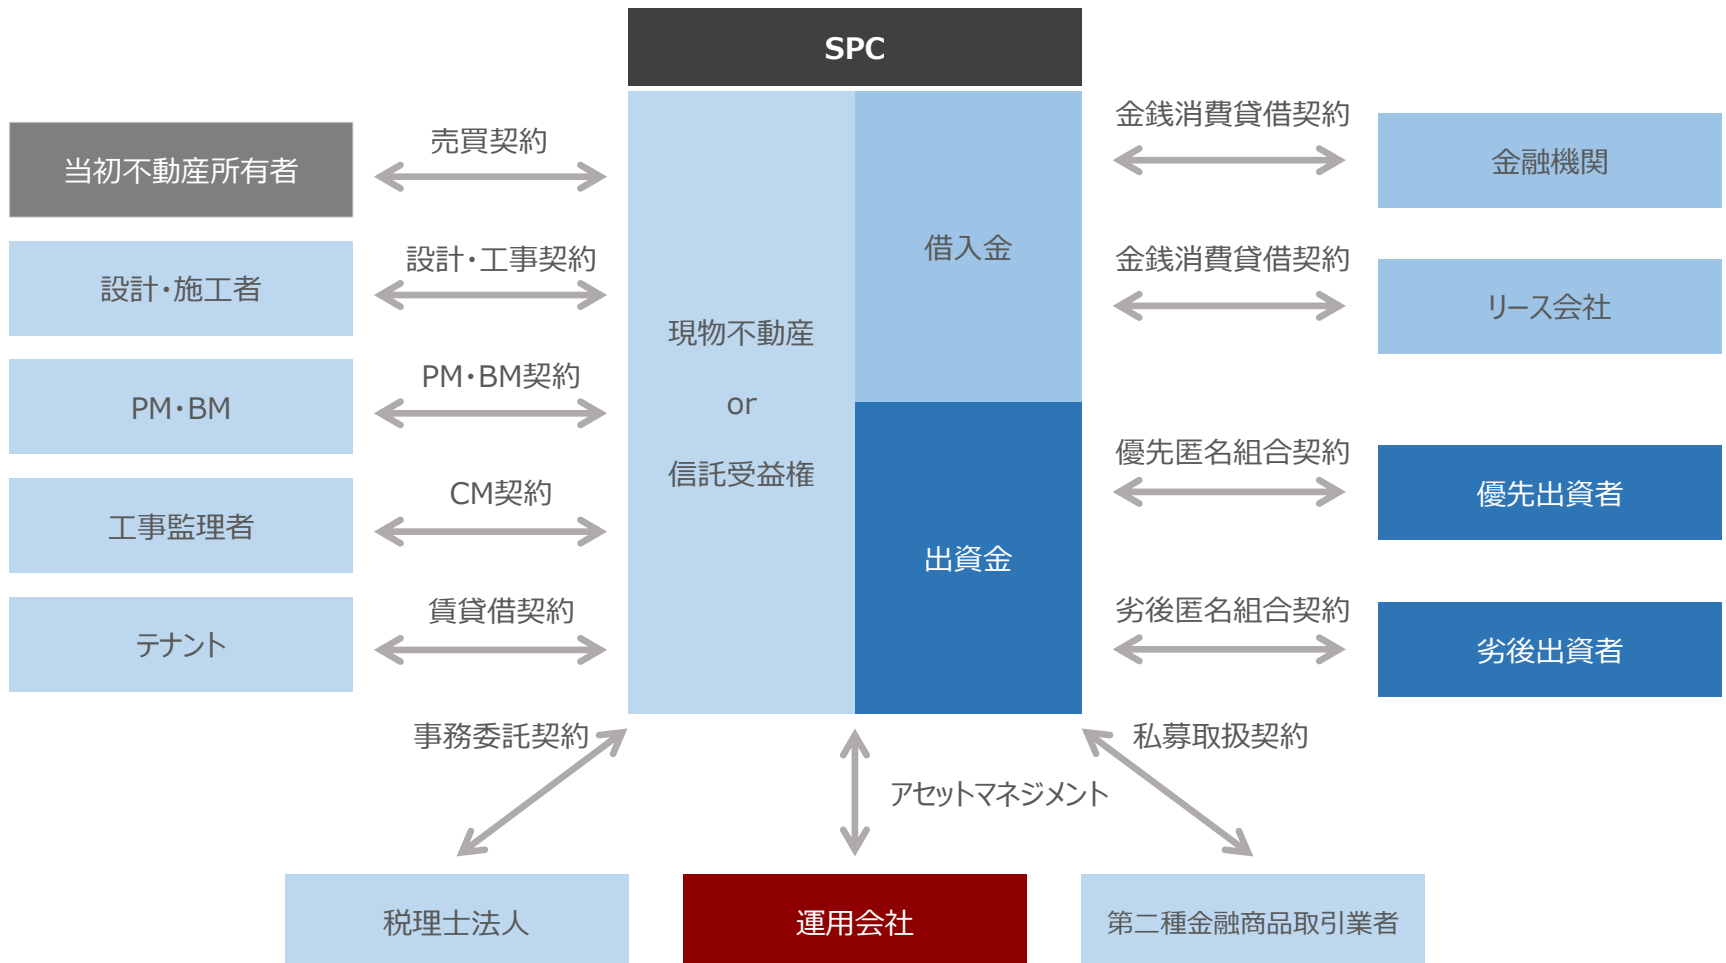 SPC
当初不動産所有者
売買契約
設計・施工者
設計・工事契約
PM・BM
PM・BM契約
工事監理者
CM契約
テナント
賃貸借契約
現物不動産
or
信託受益権
借入金
出資金
金銭消費貸借契約
金融機関
金銭消費貸借契約
リース会社
優先匿名組合契約
優先出資者
劣後匿名組合契約
劣後出資者
事務委託契約
アセットマネジメント
私募取扱契約
税理士法人
運用会社
第二種金融商品取引業者